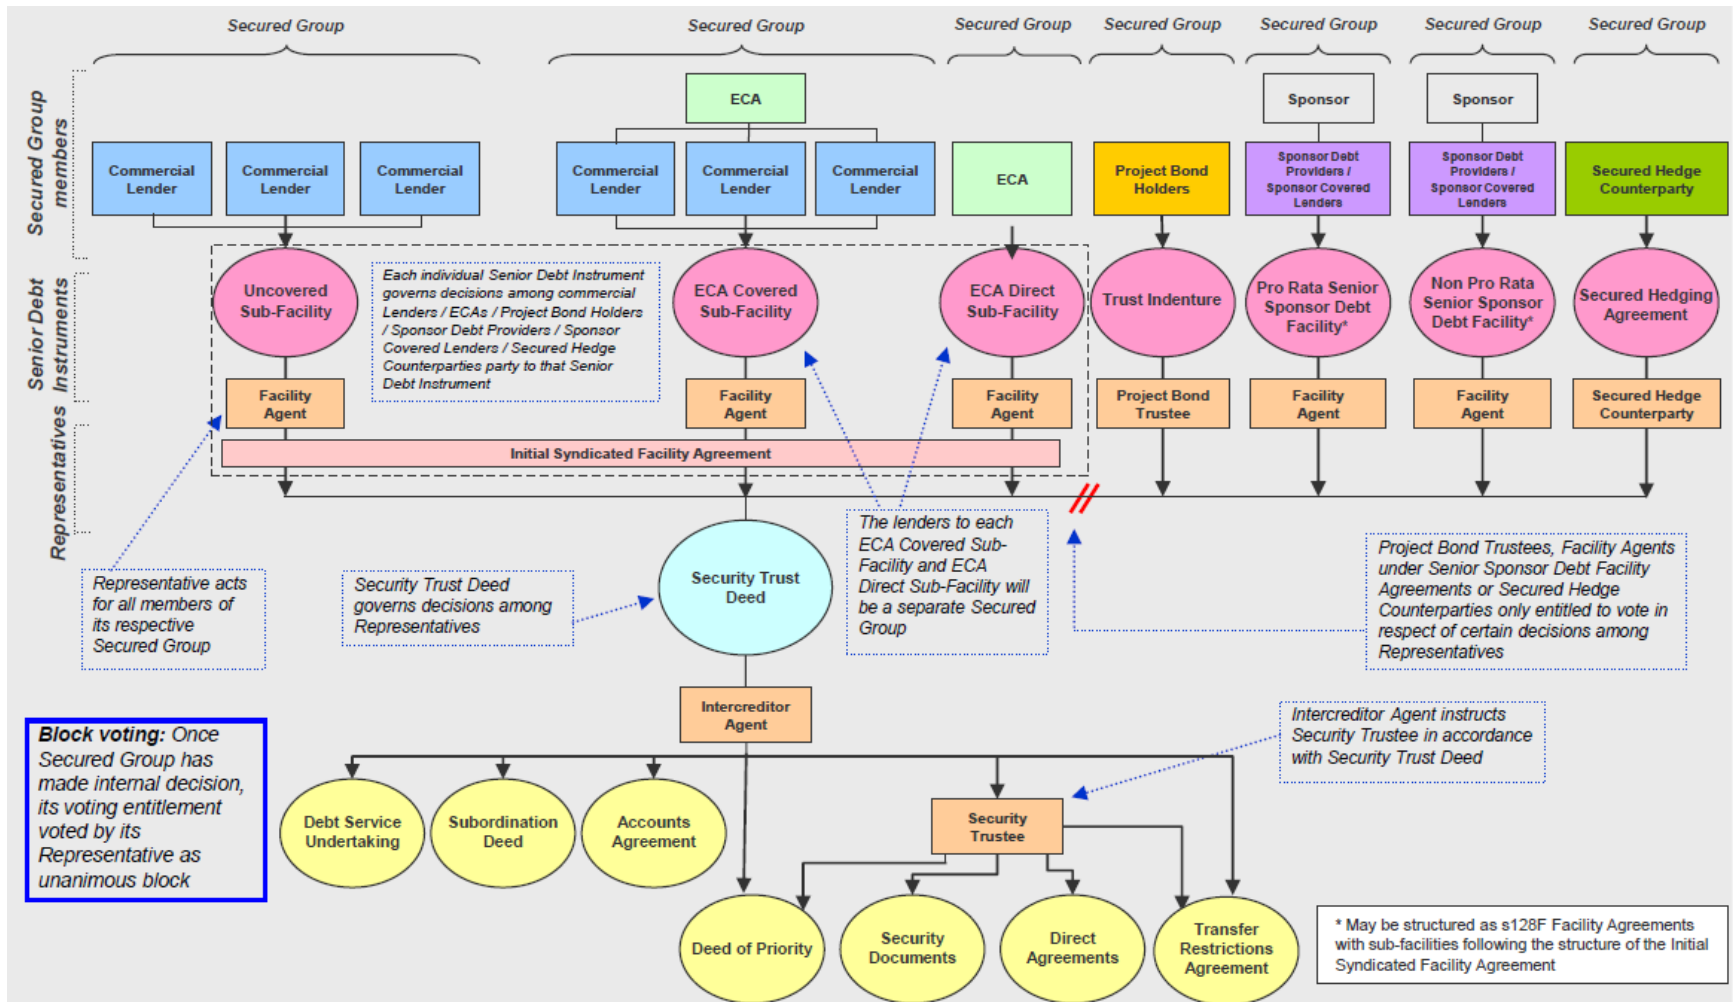 Secured Group
Secured Group
Secured Group
Secured Group
Secured Group
Secured Group
Secured Group
Secured Group
members
ECA
Sponsor
Sponsor
Commercial
Lender
Commercial
Lender
Commercial
Lender
Commercial
Lender
Commercial
Lender
Commercial
Lender
ECA
Project Bond
Holders
Sponsor Debt
Providers /
Sponsor Covered
Lenders
Sponsor Debt
Providers /
Sponsor Covered
Lenders
Secured Hedge
Counterparty
Senior Debt
Instruments
Uncovered
Sub-Facility
Each individual Senior Debt Instrument
governs decisions among commercial
Lenders / ECAs / Project Bond Holders
/ Sponsor Debt Providers / Sponsor
Covered Lenders / Secured Hedge
Counterparties party to that Senior
Debt Instrument
ECA Covered
Sub-Facility
ECA Direct
Sub-Facility
Trust Indenture
Pro Rata Senior
Sponsor Debt
Facility*
Non Pro Rata
Senior Sponsor
Debt Facility*
Secured Hedging
Agreement
Representatives
Facility
Agent
Facility
Agent
Facility
Agent
Project Bond
Trustee
Facility
Agent
Facility
Agent
Secured Hedge
Counterparty
Initial Syndicated Facility Agreement
Representative acts
for all members of
its respective
Secured Group
Security Trust Deed
governs decisions among
Representatives
Security Trust
Deed
The lenders to each
ECA Covered Sub-
Facility and ECA
Direct Sub-Facility will
be a separate Secured
Group
Project Bond Trustees, Facility Agents
under Senior Sponsor Debt Facility
Agreements or Secured Hedge
Counterparties only entitled to vote in
respect of certain decisions among
Representatives
Intercreditor
Agent
Intercreditor Agent instructs
Security Trustee in accordance
with Security Trust Deed
Block voting: Once
Secured Group has
made internal decision,
its voting entitlement
voted by its
Representative as
unanimous block
Debt Service
Undertaking
Subordination
Deed
Accounts
Agreement
Security
Trustee
Deed of Priority
Security
Documents
Direct
Agreements
Transfer
Restrictions
Agreement
* May be structured as s128F Facility Agreements
with sub-facilities following the structure of the Initial
Syndicated Facility Agreement